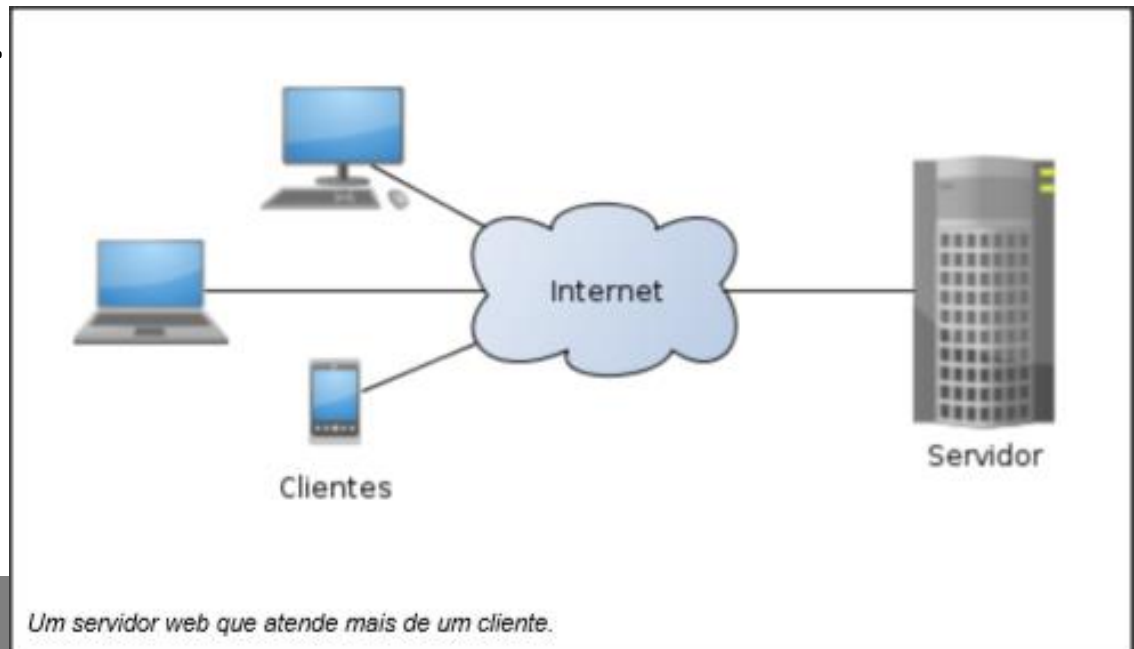 Internet
Servidor
Clientes
Um servidor web que atende mais de um cliente.